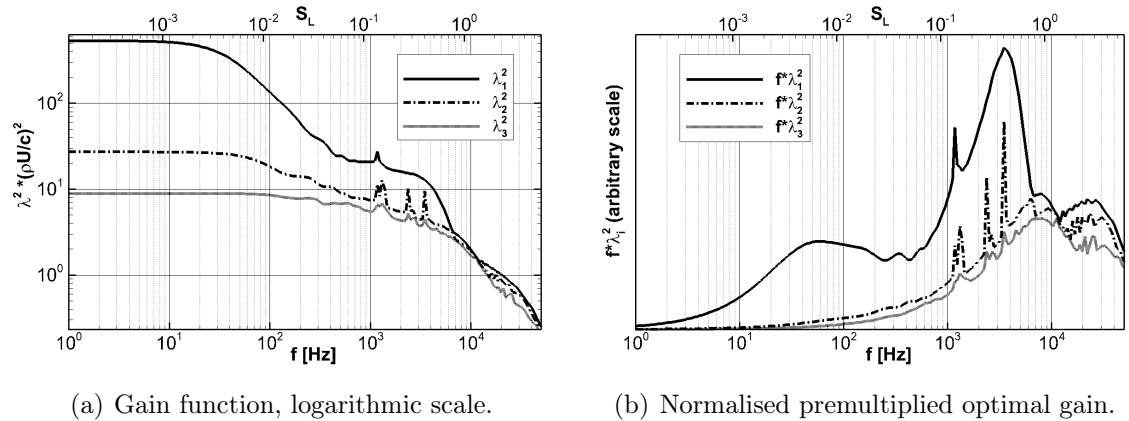 S_L
10^-3 10^-2 10^-1 10^0
λ^2 *(ρU/c)^2
10^2
10^1
10^0
λ_1^2
λ_2^2
λ_3^2
10^0 10^1 10^2 10^3 10^4
f [Hz]
(a) Gain function, logarithmic scale.
S_L
10^-3 10^-2 10^-1 10^0
f*λ_i^2 (arbitrary scale)
f*λ_1^2
f*λ_2^2
f*λ_3^2
10^0 10^1 10^2 10^3 10^4
f [Hz]
(b) Normalised premultiplied optimal gain.